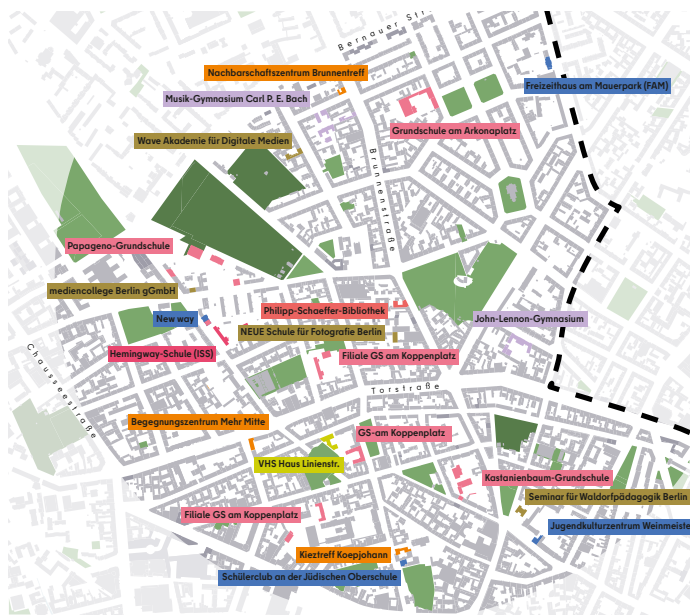 Bernauer Str
Nachbarschaftszentrum Brunnentreff
Freizeithaus am Mauerpark (FAM)
Musik-Gymnasium Carl P. E. Bach
Grundschule am Arkonaplatz
Wave Akademie für Digitale Medien
Brunnenstraße
Papageno-Grundschule
mediencollege Berlin gGmbH
Philipp-Schaeffer-Bibliothek
New way
John-Lennon-Gymnasium
NEUE Schule für Fotografie Berlin
Hemingway-Schule (ISS)
Filiale GS am Koppenplatz
Chausseestraße
Torstraße
Begegnungszentrum Mehr Mitte
GS-am Koppenplatz
VHS Haus Linienstr.
Kastanienbaum-Grundschule
Seminar für Waldorfpädagogik Berlin
Filiale GS am Koppenplatz
Jugendkulturzentrum Weinmeiste
Kieztreff Koepjohann
Schülerclub an der Jüdischen Oberschule